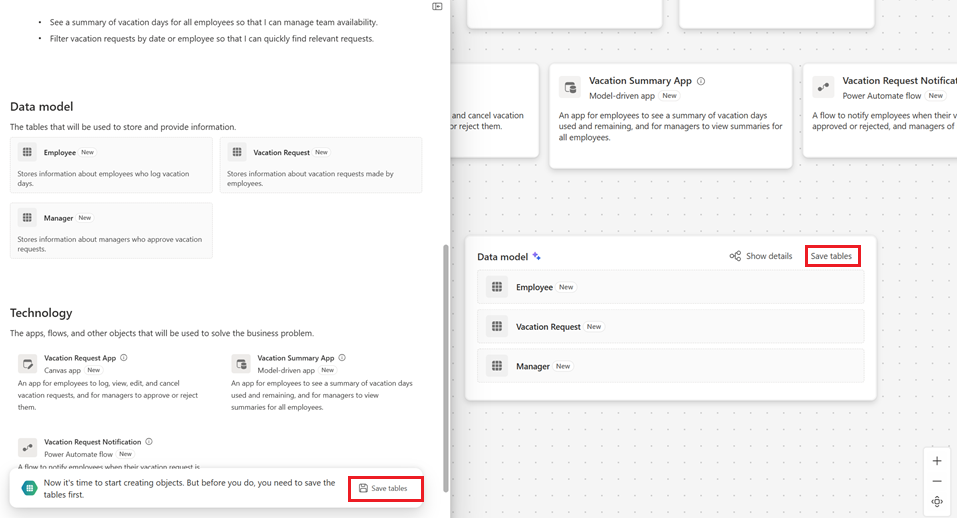 See a summary of vacation days for all employees so that I can manage team availability.
Filter vacation requests by date or employee so that I can quickly find relevant requests.
Data model
The tables that will be used to store and provide information.
Employee New
Stores information about employees who log vacation
days.
Vacation Request New
Stores information about vacation requests made by
employees.
Manager New
Stores information about managers who approve vacation
requests.
Technology
The apps, flows, and other objects that will be used to solve the business problem.
Vacation Request App
Canvas app New
An app for employees to log, view, edit, and cancel
vacation requests, and for managers to approve or reject
them.
Vacation Summary App
Model-driven app New
An app for employees to see a summary of vacation days
used and remaining, and for managers to view
summaries for all employees.
Vacation Request Notification
Power Automate flow New
A flow to notify employees when their vacation request is
Now it's time to start creating objects. But before you do, you need to save the
tables first.
Save tables
and cancel vacation
or reject them.
Vacation Summary App
Model-driven app New
An app for employees to see a summary of vacation days
used and remaining, and for managers to view summaries for
all employees.
Vacation Request Notificat
Power Automate flow New
A flow to notify employees when their v
approved or rejected, and managers of
Data model
Show details
Save tables
Employee New
Vacation Request New
Manager New